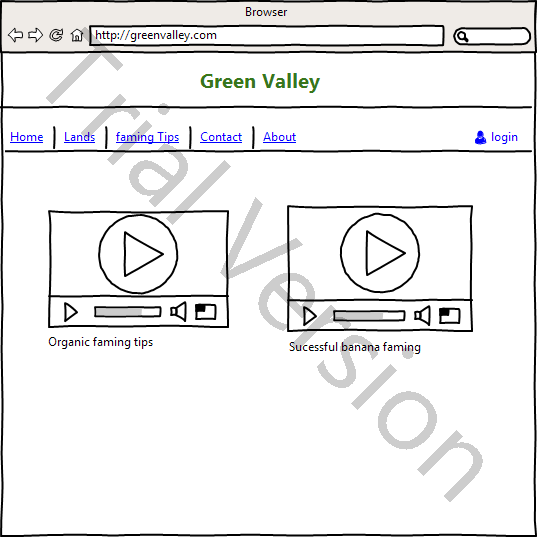 Browser
http://greenvalley.com
Green Valley
Home Lands faming Tips Contact About login
Organic faming tips
Sucessful banana faming
Trial Version